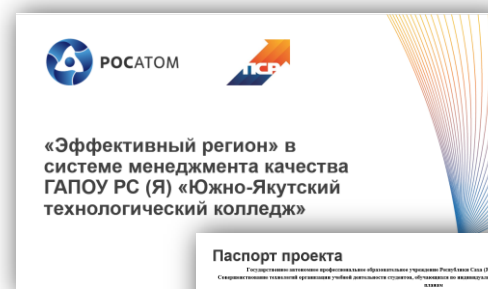 РОСАТОМ
ПСР
«Эффективный регион» в
системе менеджмента качества
ГАПОУ РС (Я) «Южно-Якутский
технологический колледж»
Паспорт проекта
Государственное автономное профессиональное образовательное учреждение Республики Саха
Совершенствование технологий организации учебной деятельности студентов, обучающихся по
планам